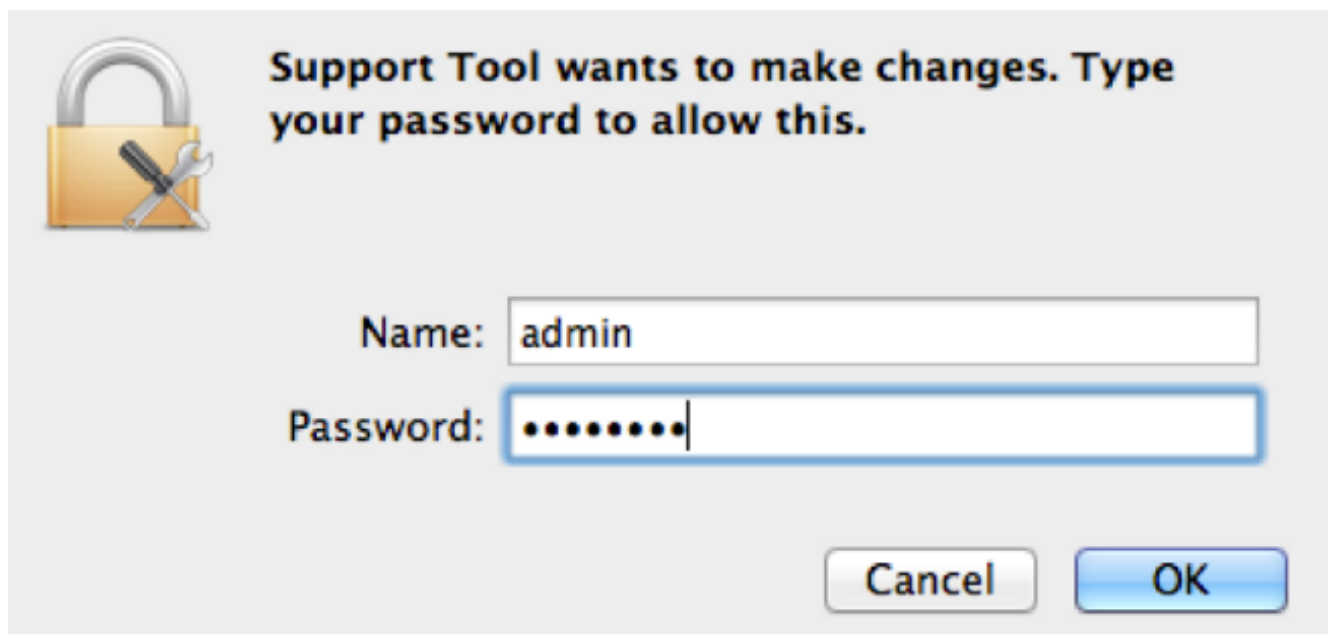 Support Tool wants to make changes. Type
your password to allow this.
Name: admin
Password: ••••••••
Cancel OK